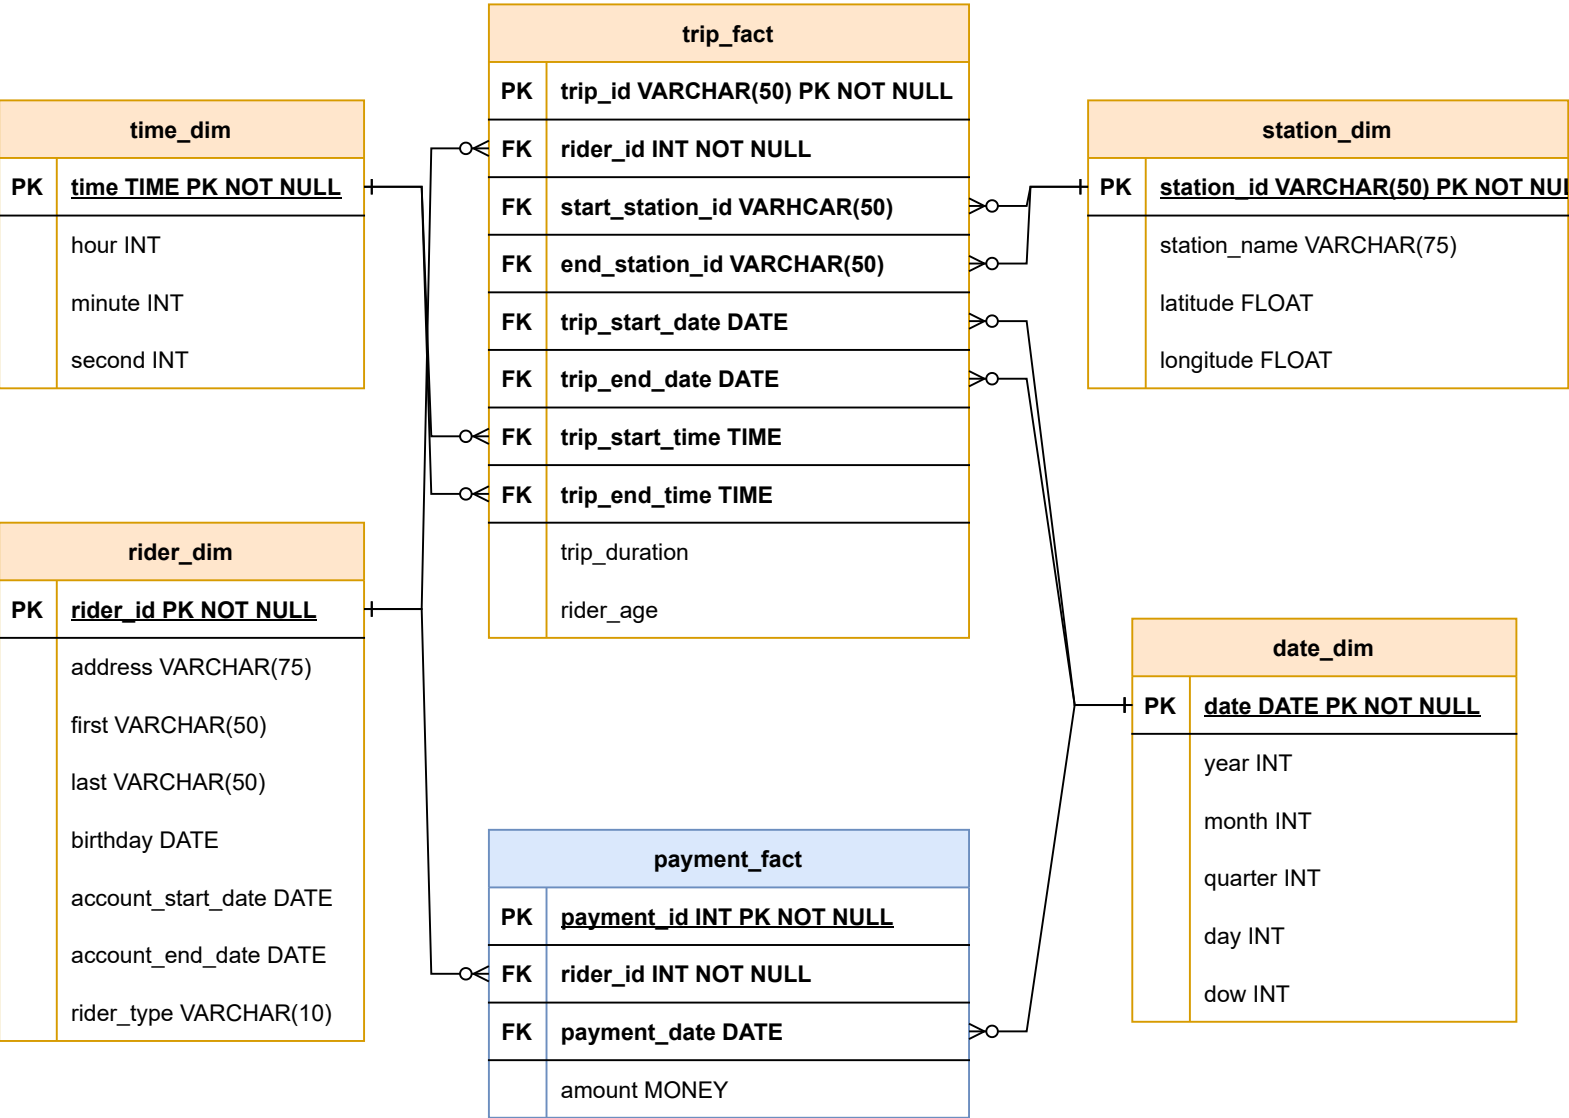 trip_fact
PK trip_id VARCHAR(50) PK NOT NULL
FK rider_id INT NOT NULL
FK start_station_id VARHCAR(50)
FK end_station_id VARCHAR(50)
FK trip_start_date DATE
FK trip_end_date DATE
FK trip_start_time TIME
FK trip_end_time TIME
trip_duration
rider_age
time_dim
PK time TIME PK NOT NULL
hour INT
minute INT
second INT
station_dim
PK station_id VARCHAR(50) PK NOT NUL
station_name VARCHAR(75)
latitude FLOAT
longitude FLOAT
rider_dim
PK rider_id PK NOT NULL
address VARCHAR(75)
first VARCHAR(50)
last VARCHAR(50)
birthday DATE
account_start_date DATE
account_end_date DATE
rider_type VARCHAR(10)
date_dim
PK date DATE PK NOT NULL
year INT
month INT
quarter INT
day INT
dow INT
payment_fact
PK payment_id INT PK NOT NULL
FK rider_id INT NOT NULL
FK payment_date DATE
amount MONEY